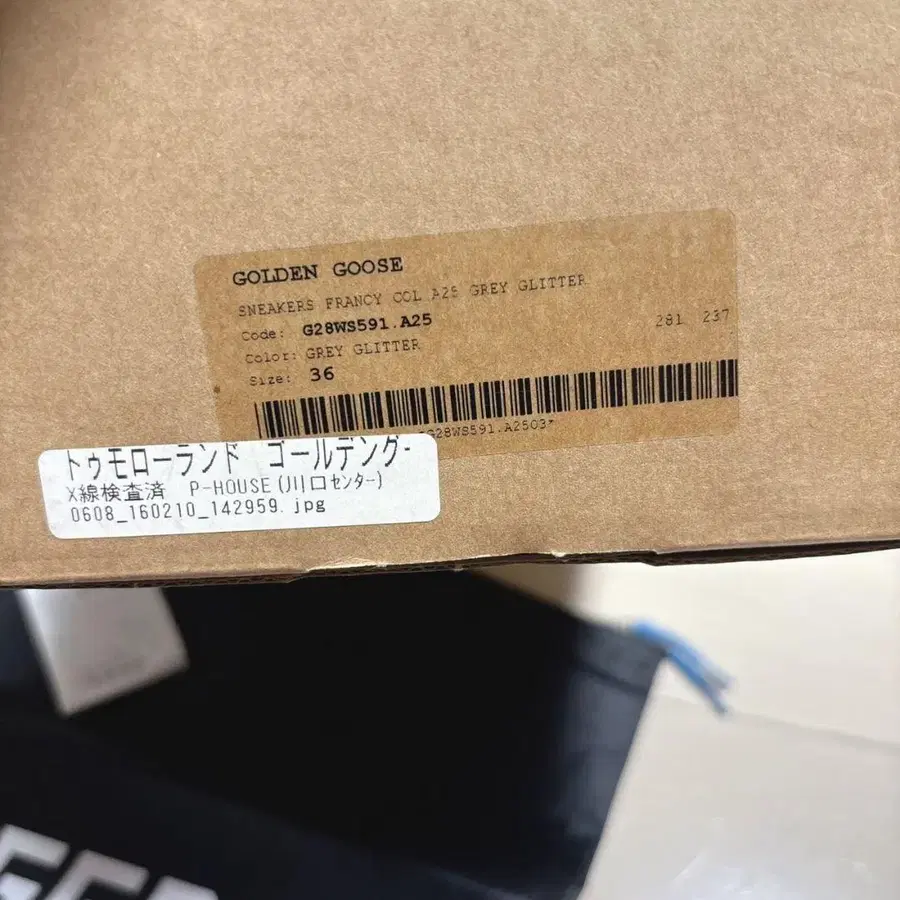 GOLDEN GOOSE
SNEAKERS FRANCY COL A25 GREY GLITTER
Code: G28WS591.A25 281 237
Color: GREY GLITTER
Size: 36
*G28WS591.A2503*
トゥモローランド ゴールデング-
X線検査済 P-HOUSE(川口センター)
0608_160210_142959.jpg